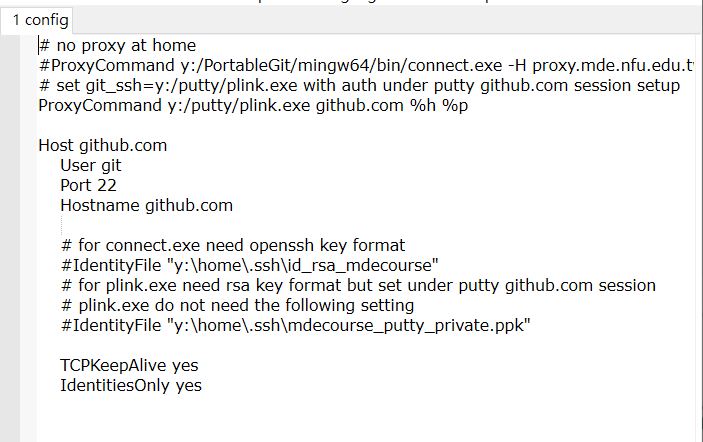 1 config
# no proxy at home
#ProxyCommand y:/PortableGit/mingw64/bin/connect.exe -H proxy.mde.nfu.edu.t
# set git_ssh=y:/putty/plink.exe with auth under putty github.com session setup
ProxyCommand y:/putty/plink.exe github.com %h %p
Host github.com
User git
Port 22
Hostname github.com
# for connect.exe need openssh key format
#IdentityFile "y:\home\.ssh\id_rsa_mdecourse"
# for plink.exe need rsa key format but set under putty github.com session
# plink.exe do not need the following setting
#IdentityFile "y:\home\.ssh\mdecourse_putty_private.ppk"
TCPKeepAlive yes
IdentitiesOnly yes